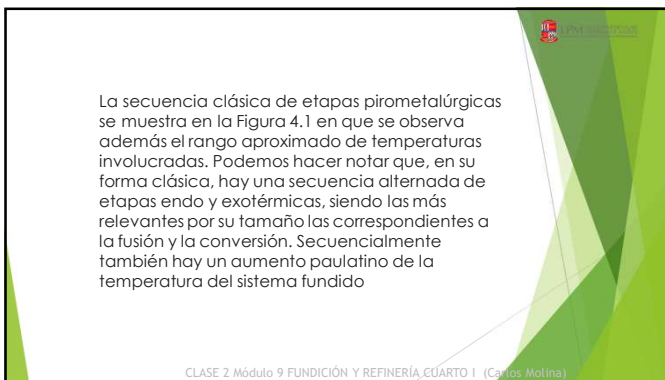 La secuencia clásica de etapas pirometalúrgicas
se muestra en la Figura 4.1 en que se observa
además el rango aproximado de temperaturas
involucradas. Podemos hacer notar que, en su
forma clásica, hay una secuencia alternada de
etapas endo y exotérmicas, siendo las más
relevantes por su tamaño las correspondientes a
la fusión y la conversión. Secuencialmente
también hay un aumento paulatino de la
temperatura del sistema fundido
CLASE 2 Módulo 9 FUNDICIÓN Y REFINERÍA CUARTO I (Carlos Molina)